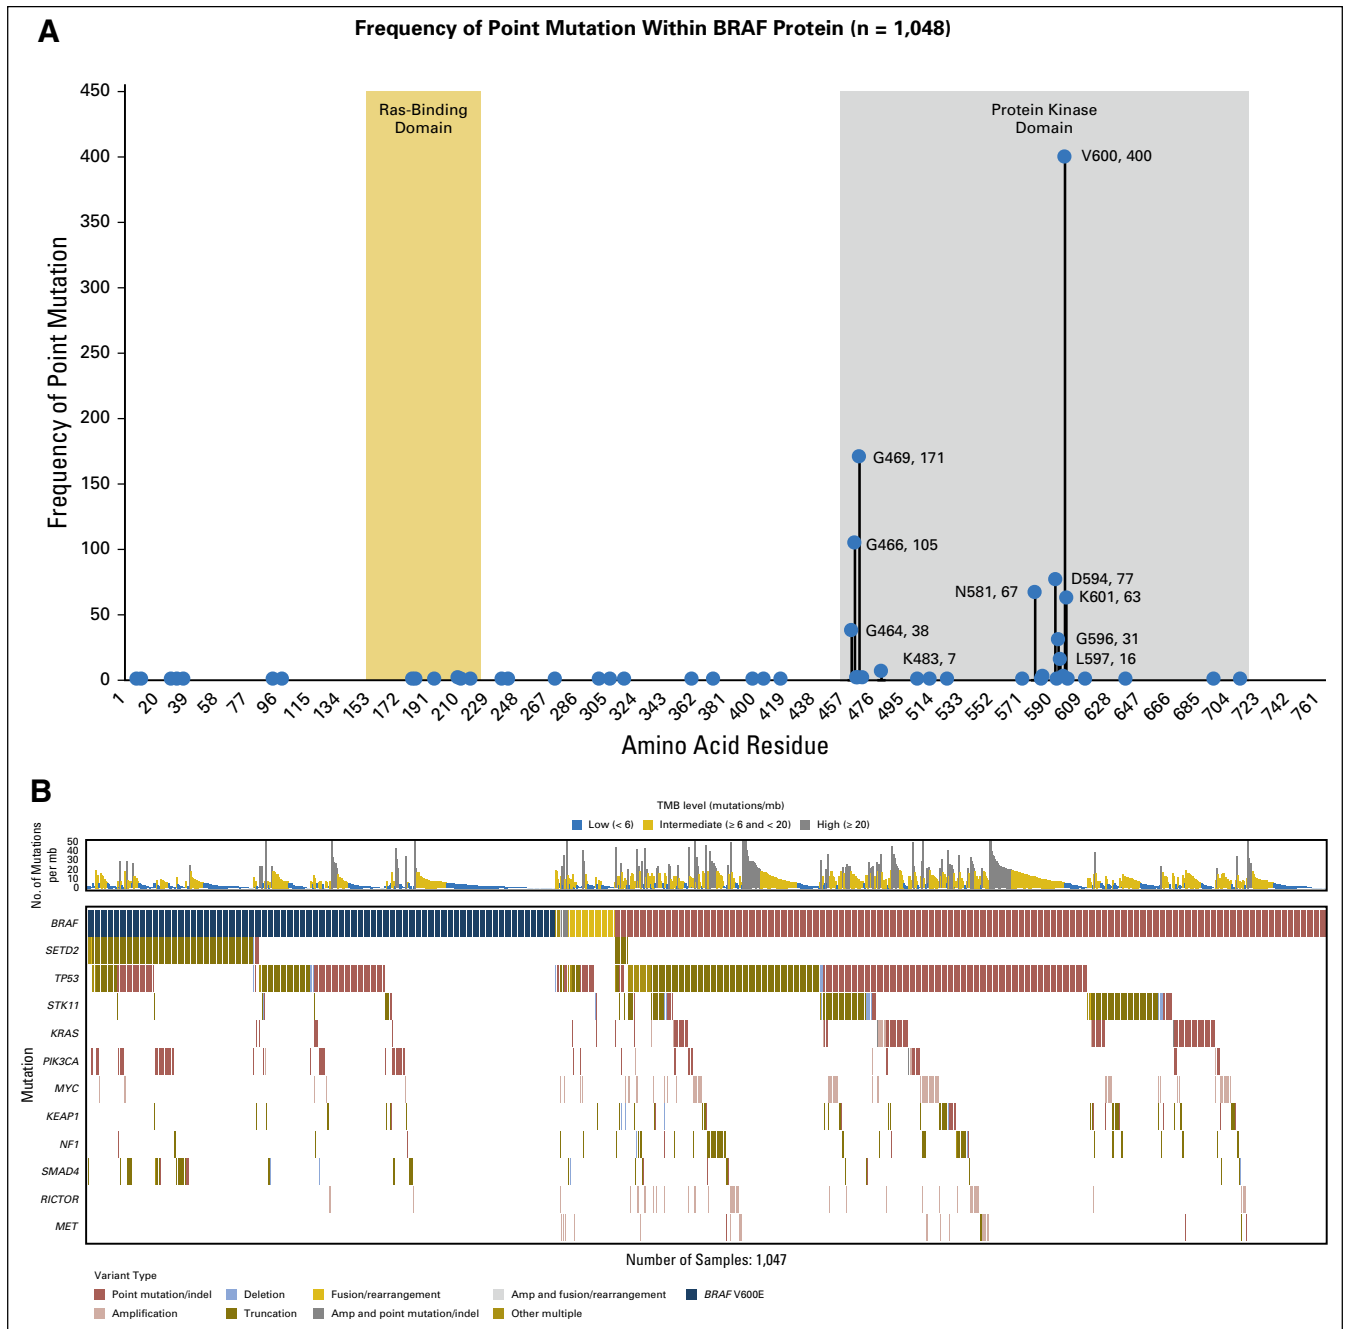 A
Frequency of Point Mutation Within BRAF Protein (n = 1,048)
Frequency of Point Mutation
450
400
350
300
250
200
150
100
50
0
Ras-Binding
Domain
Protein Kinase
Domain
V600, 400
G469, 171
G466, 105
G464, 38
K483, 7
N581, 67
D594, 77
K601, 63
G596, 31
L597, 16
1 20 39 58 77 96 115 134 153 172 191 210 229 248 267 286 305 324 343 362 381 400 419 438 457 476 495 514 533 552 571 590 609 628 647 666 685 704 723 742 761
Amino Acid Residue
B
TMB level (mutations/mb)
Low (< 6) Intermediate (≥ 6 and < 20) High (≥ 20)
No. of Mutations
per mb
50
40
30
20
10
0
Mutation
BRAF
SETD2
TP53
STK11
KRAS
PIK3CA
MYC
KEAP1
NF1
SMAD4
RICTOR
MET
Number of Samples: 1,047
Variant Type
Point mutation/indel Deletion Fusion/rearrangement Amp and fusion/rearrangement BRAF V600E
Amplification Truncation Amp and point mutation/indel Other multiple